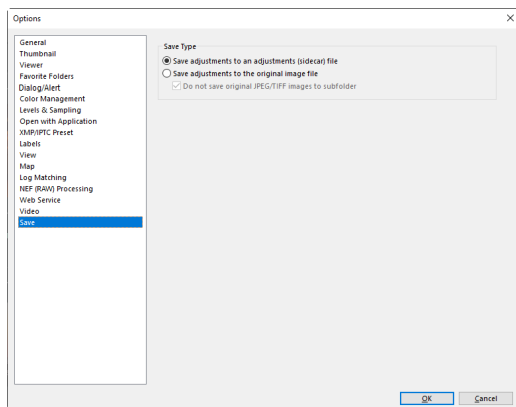 Options
General
Thumbnail
Viewer
Favorite Folders
Dialog/Alert
Color Management
Levels & Sampling
Open with Application
XMP/IPTC Preset
Labels
View
Map
Log Matching
NEF (RAW) Processing
Web Service
Video
Save
Save Type
Save adjustments to an adjustments (sidecar) file
Save adjustments to the original image file
Do not save original JPEG/TIFF images to subfolder
OK
Cancel